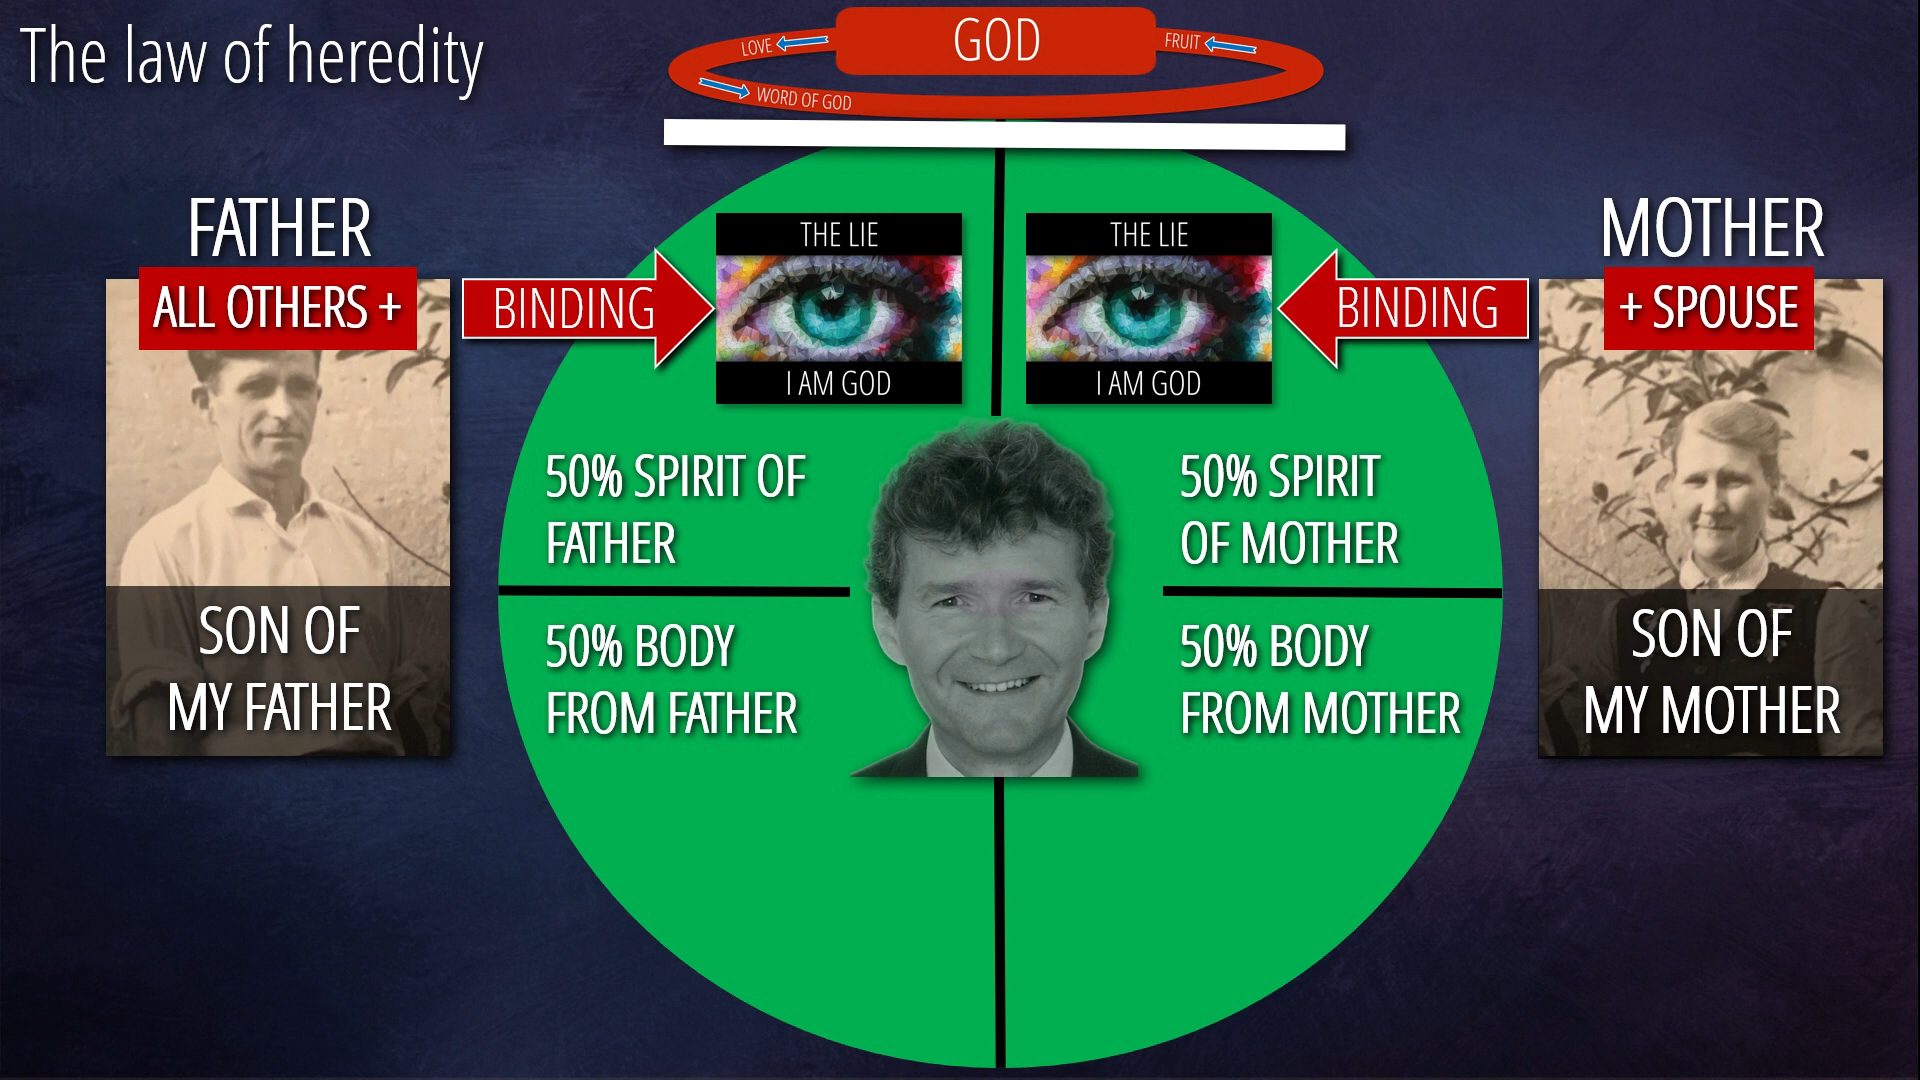 The law of heredity
GOD
LOVE
FRUIT
WORD OF GOD
FATHER
ALL OTHERS +
BINDING
THE LIE
I AM GOD
THE LIE
I AM GOD
BINDING
MOTHER
+ SPOUSE
50% SPIRIT OF
FATHER
50% SPIRIT
OF MOTHER
50% BODY
FROM FATHER
50% BODY
FROM MOTHER
SON OF
MY FATHER
SON OF
MY MOTHER